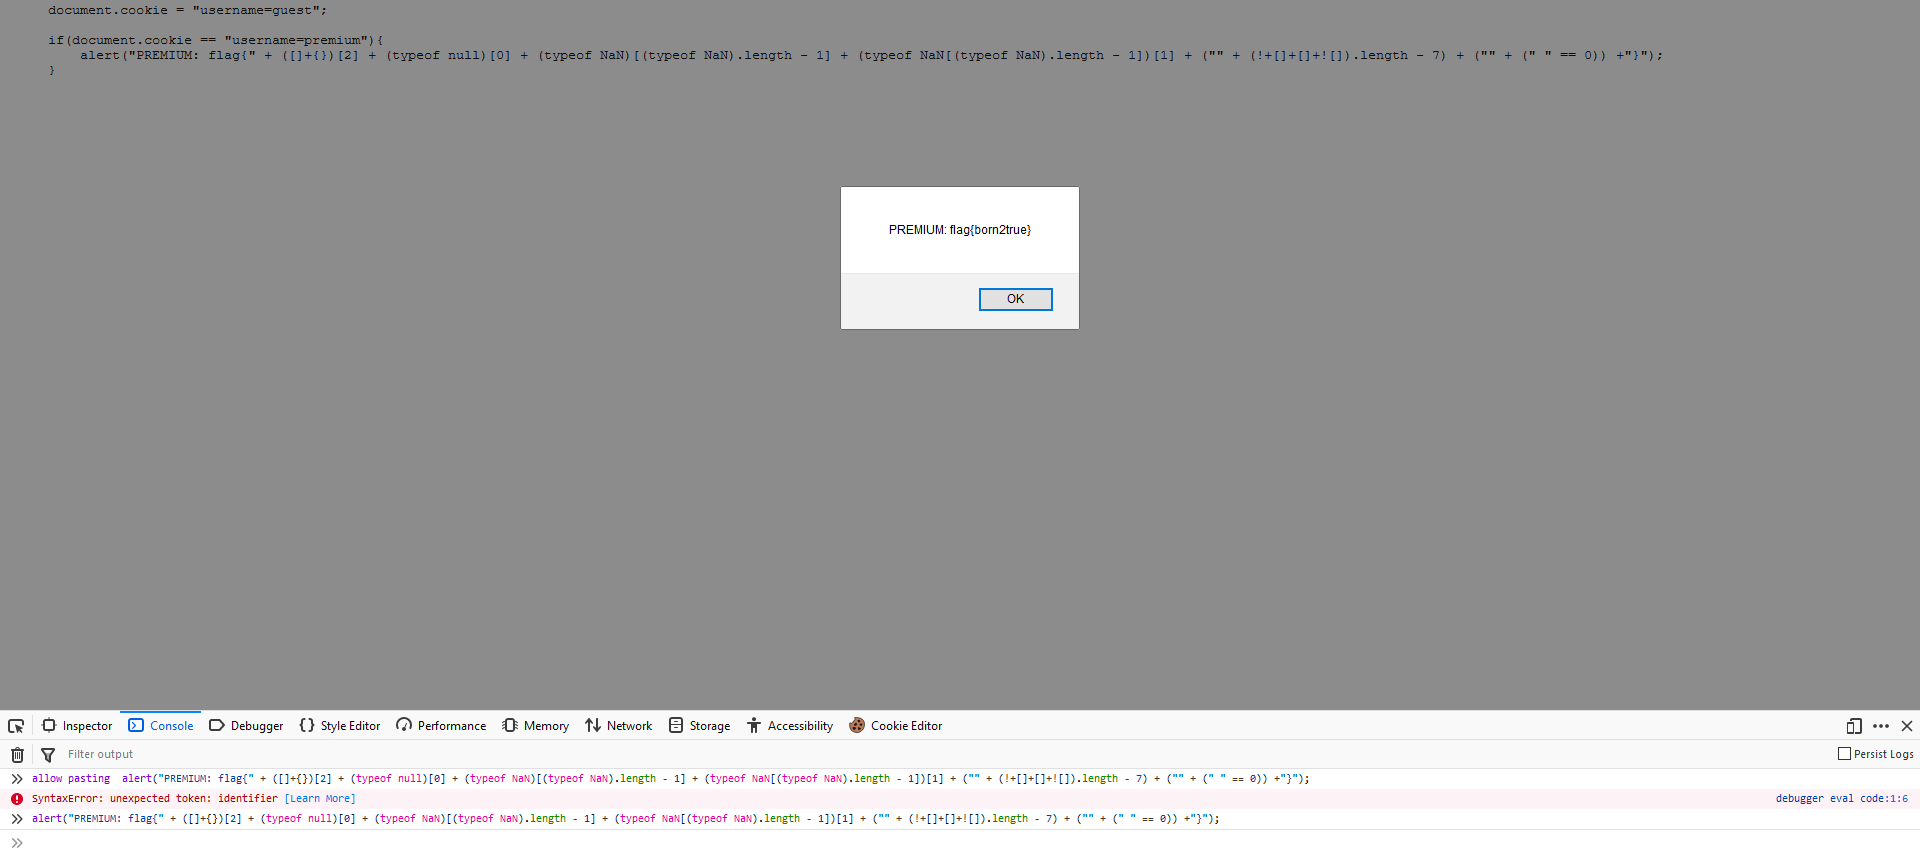 document.cookie = "username=guest";
if(document.cookie == "username=premium"){
alert("PREMIUM: flag{" + ([]+{})[2] + (typeof null)[0] + (typeof NaN)[(typeof NaN).length - 1] + (typeof NaN[(typeof NaN).length - 1])[1] + ("" + (!+[]+[]+![]).length - 7) + ("" + (" " == 0)) +"}");
}
PREMIUM: flag{born2true}
OK
Inspector Console Debugger Style Editor Performance Memory Network Storage Accessibility Cookie Editor
Filter output Persist Logs
allow pasting  alert("PREMIUM: flag{" + ([]+{})[2] + (typeof null)[0] + (typeof NaN)[(typeof NaN).length - 1] + (typeof NaN[(typeof NaN).length - 1])[1] + ("" + (!+[]+[]+![]).length - 7) + ("" + (" " == 0)) +"}");
SyntaxError: unexpected token: identifier [Learn More] debugger eval code:1:6
alert("PREMIUM: flag{" + ([]+{})[2] + (typeof null)[0] + (typeof NaN)[(typeof NaN).length - 1] + (typeof NaN[(typeof NaN).length - 1])[1] + ("" + (!+[]+[]+![]).length - 7) + ("" + (" " == 0)) +"}");